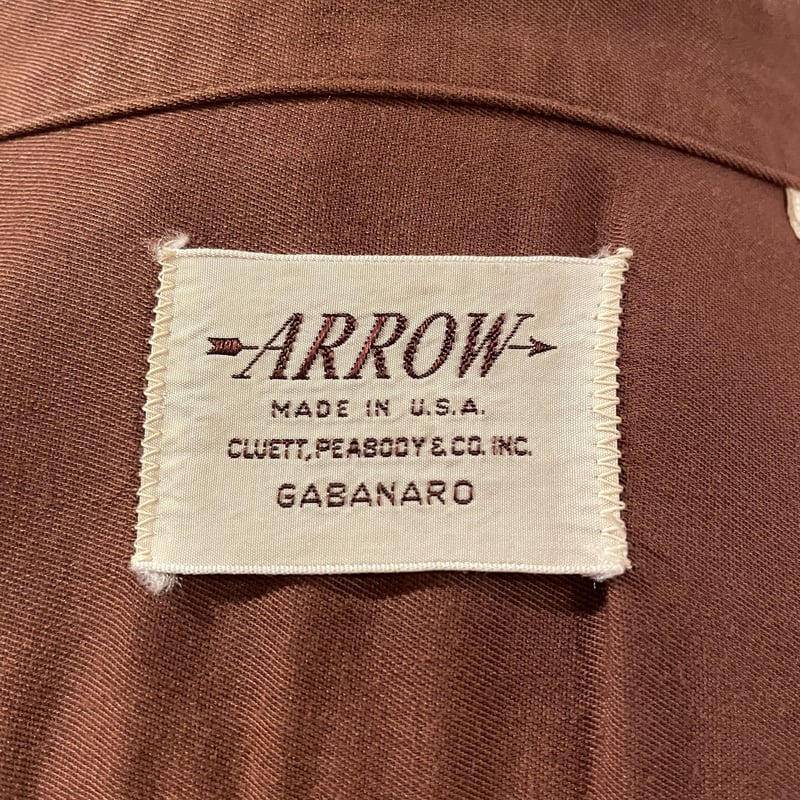 ARROW
MADE IN U.S.A.
CLUETT, PEABODY & CO. INC.
GABANARO